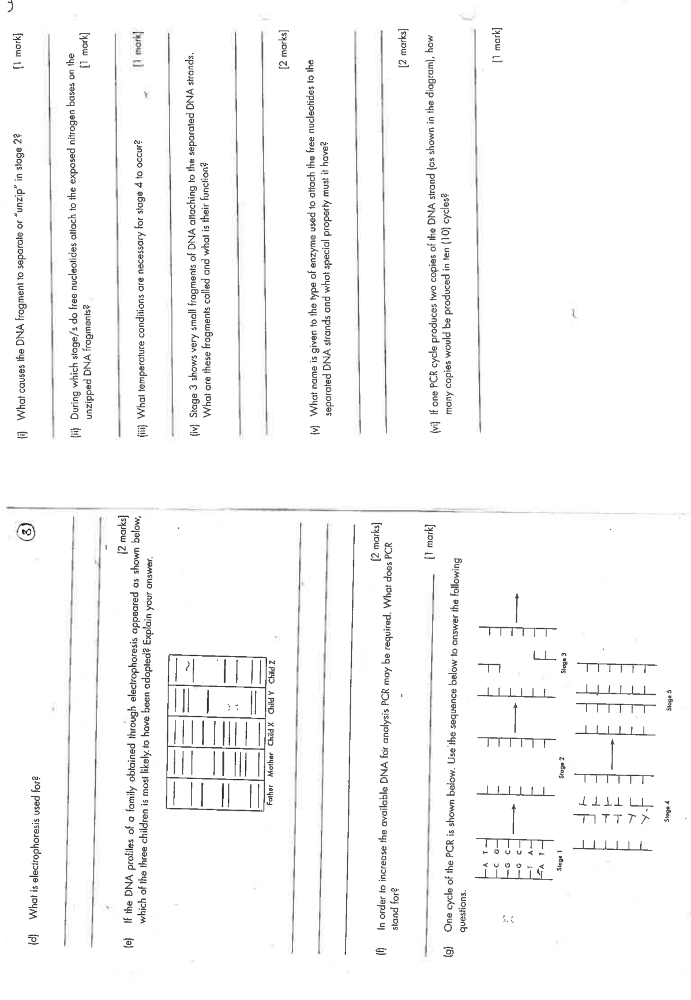 (3)
(d) What is electrophoresis used for?
[2 marks]
(e) If the DNA profiles of a family obtained through electrophoresis appeared as shown below,
which of the three children is most likely to have been adopted? Explain your answer.
Father Mother Child X Child Y Child Z
[2 marks]
(f) In order to increase the available DNA for analysis PCR may be required. What does PCR
stand for?
[1 mark]
(g) One cycle of the PCR is shown below. Use the sequence below to answer the following
questions.
A T
C G
G C
G C
T A
A T
Stage 1
Stage 2
Stage 3
Stage 4
Stage 5
(i) What causes the DNA fragment to separate or "unzip" in stage 2? [1 mark]
(ii) During which stage/s do free nucleotides attach to the exposed nitrogen bases on the
unzipped DNA fragments? [1 mark]
(iii) What temperature conditions are necessary for stage 4 to occur? [1 mark]
(iv) Stage 3 shows very small fragments of DNA attaching to the separated DNA strands.
What are these fragments called and what is their function?
[2 marks]
(v) What name is given to the type of enzyme used to attach the free nucleotides to the
separated DNA strands and what special property must it have?
[2 marks]
(vi) If one PCR cycle produces two copies of the DNA strand (as shown in the diagram), how
many copies would be produced in ten (10) cycles?
[1 mark]